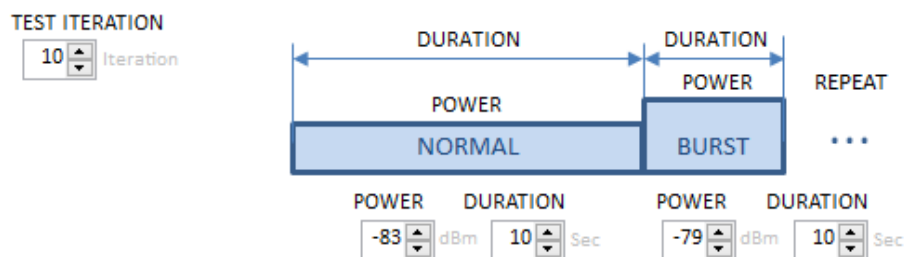 TEST ITERATION
10 Iteration
DURATION DURATION
POWER POWER REPEAT
NORMAL BURST ...
POWER DURATION POWER DURATION
-83 dBm 10 Sec -79 dBm 10 Sec